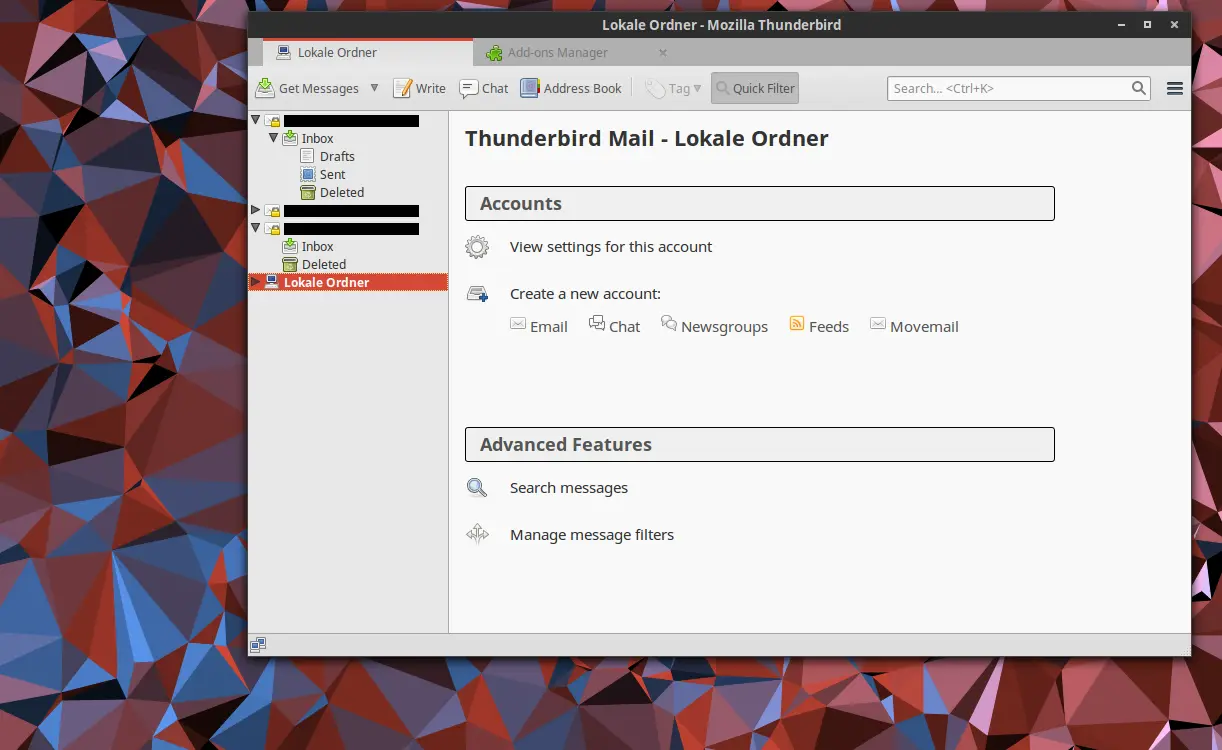 Lokale Ordner - Mozilla Thunderbird
Lokale Ordner
Add-ons Manager
Get Messages
Write
Chat
Address Book
Tag
Quick Filter
Search... <Ctrl+K>
Inbox
Drafts
Sent
Deleted
Inbox
Deleted
Lokale Ordner
Thunderbird Mail - Lokale Ordner
Accounts
View settings for this account
Create a new account:
Email Chat Newsgroups Feeds Movemail
Advanced Features
Search messages
Manage message filters